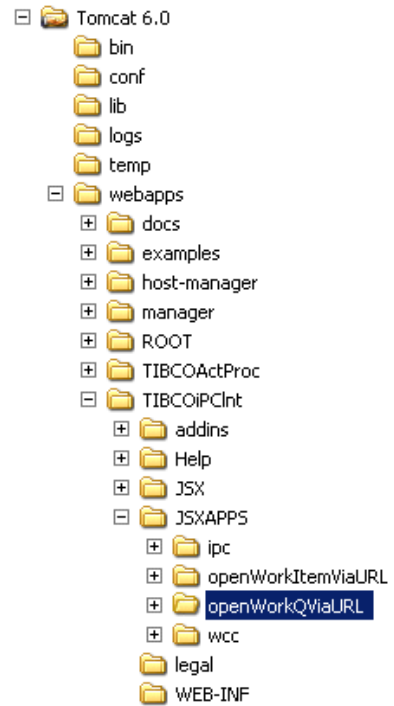 Tomcat 6.0
bin
conf
lib
logs
temp
webapps
docs
examples
host-manager
manager
ROOT
TIBCOActProc
TIBCOiPClnt
addins
Help
JSX
JSXAPPS
ipc
openWorkItemViaURL
openWorkQViaURL
wcc
legal
WEB-INF